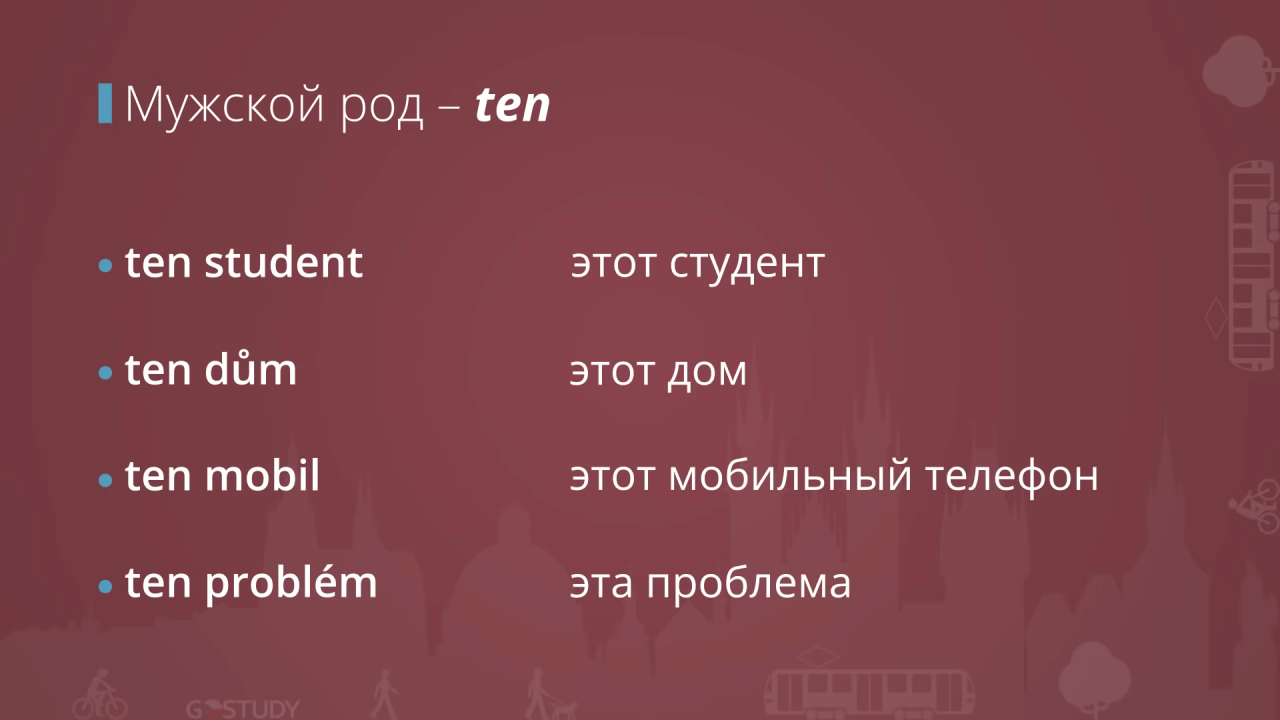 Мужской род – ten
ten student этот студент
ten dům этот дом
ten mobil этот мобильный телефон
ten problém эта проблема
GOSTUDY